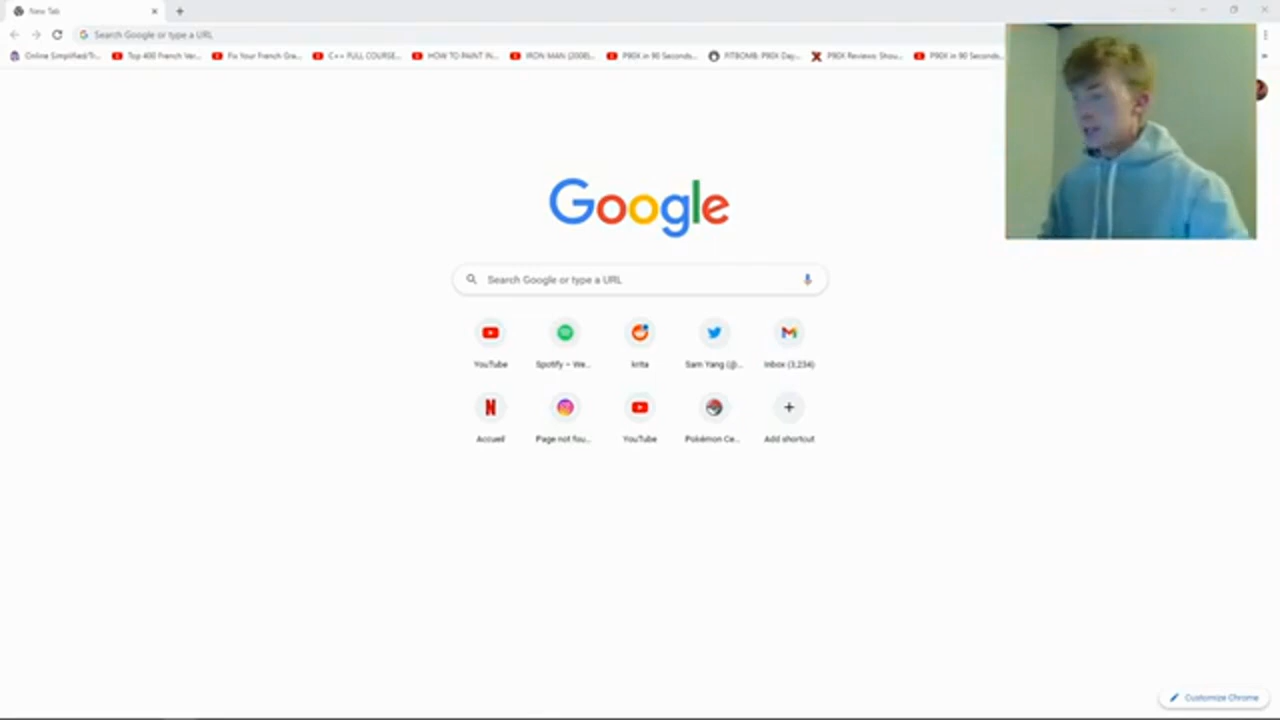 New Tab
Search Google or type a URL
Online Simplified/Tr...
Top 400 French Ver...
Fix Your French Gra...
C++ FULL COURSE...
HOW TO PAINT IN...
IRON MAN (2008)...
P90X in 90 Seconds...
FITBOMB: P90X Day...
P90X Reviews: Shou...
P90X in 90 Seconds...
Google
Search Google or type a URL
YouTube
Spotify – We...
krita
Sam Yang (@...
Inbox (3,234)
Accueil
Page not fou...
YouTube
Pokémon Ce...
Add shortcut
Customize Chrome